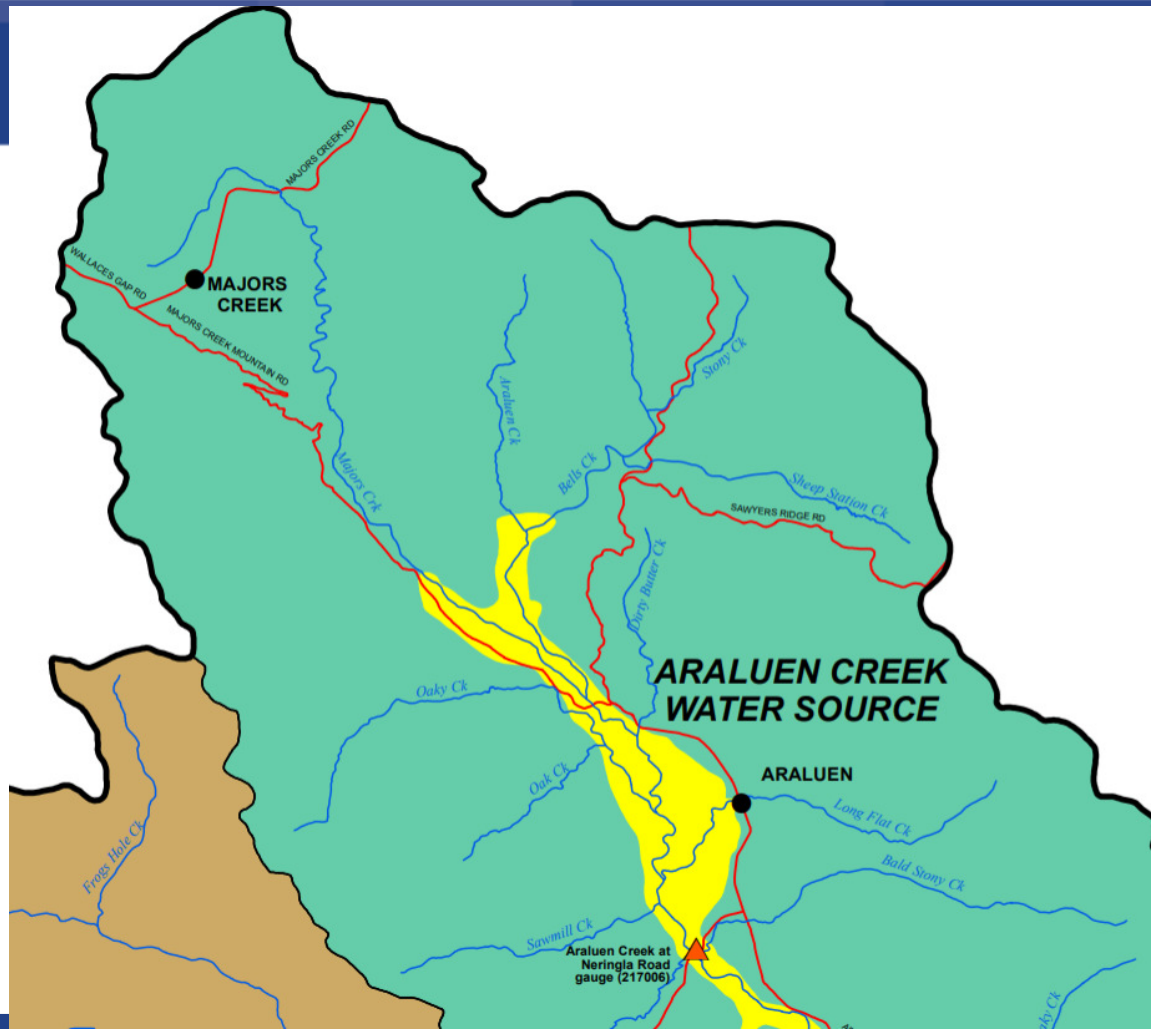 MAJORS CREEK RD
WALLACES GAP RD
MAJORS
CREEK
MAJORS CREEK MOUNTAIN RD
Stony Ck
Araluen Ck
Majors Crk
Bells Ck
Sheep Station Ck
SAWYERS RIDGE RD
Dirty Butter Ck
ARALUEN CREEK
WATER SOURCE
Oaky Ck
ARALUEN
Oak Ck
Long Flat Ck
Frogs Hole Ck
Bald Stony Ck
Sawmill Ck
Araluen Creek at
Neringla Road
gauge (217006)